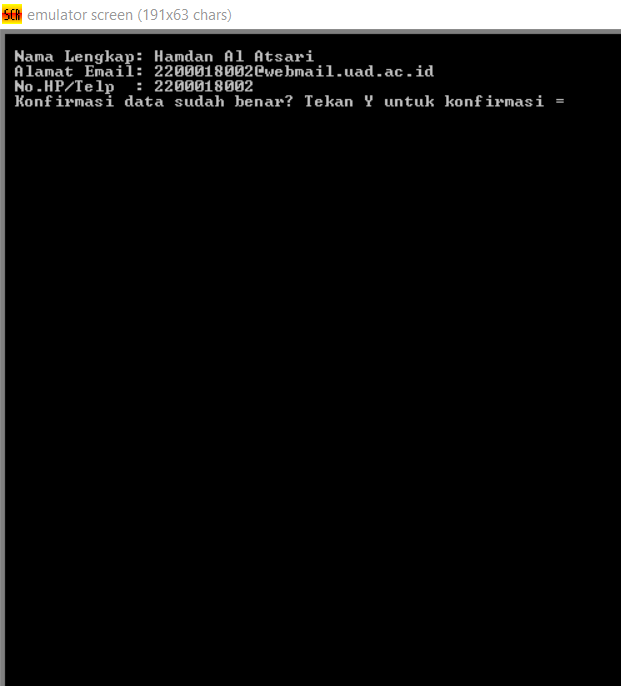 SCR emulator screen (191x63 chars)
Nama Lengkap: Hamdan Al Atsari
Alamat Email: 2200018002@webmail.uad.ac.id
No.HP/Telp  : 2200018002
Konfirmasi data sudah benar? Tekan Y untuk konfirmasi =